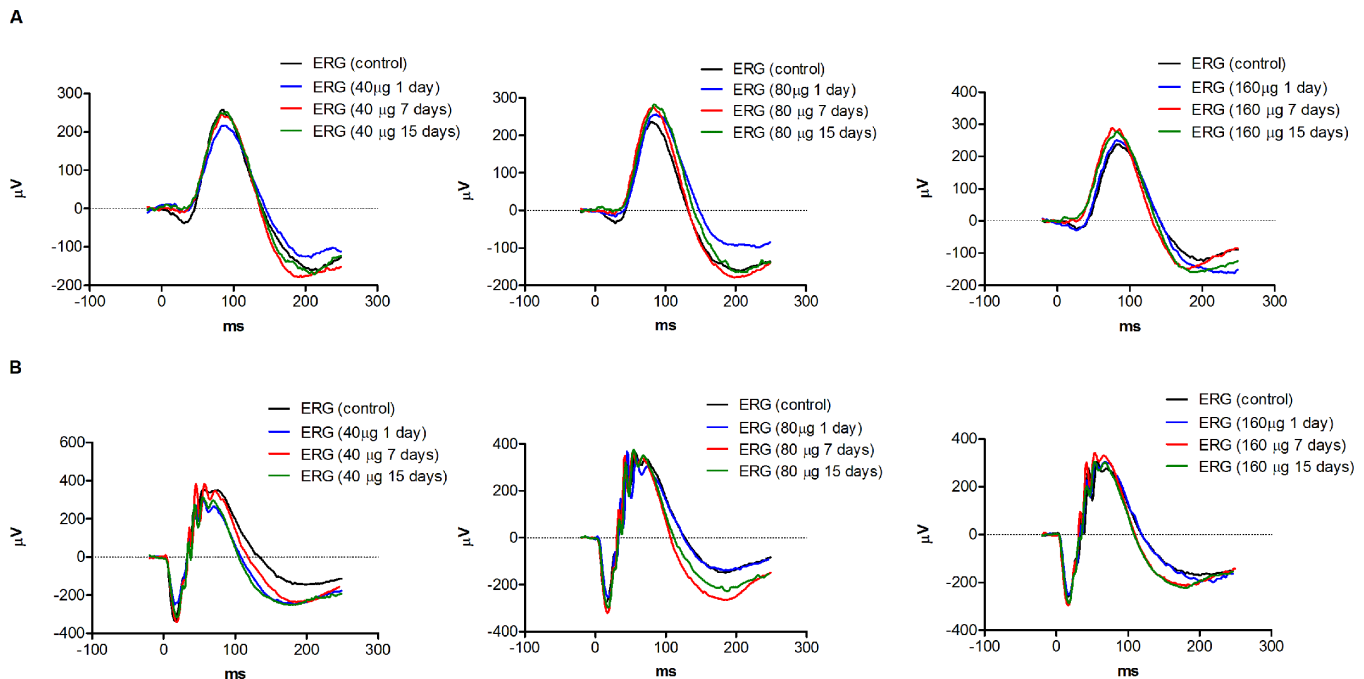 A
ERG (control)
ERG (40µg 1 day)
ERG (40 µg 7 days)
ERG (40 µg 15 days)
300
200
100
0
-100
-200
µV
-100 0 100 200 300
ms
ERG (control)
ERG (80µg 1 day)
ERG (80 µg 7 days)
ERG (80 µg 15 days)
300
200
100
0
-100
-200
µV
-100 0 100 200 300
ms
ERG (control)
ERG (160µg 1 day)
ERG (160 µg 7 days)
ERG (160 µg 15 days)
400
300
200
100
0
-100
-200
µV
-100 0 100 200 300
ms
B
ERG (control)
ERG (40µg 1 day)
ERG (40 µg 7 days)
ERG (40 µg 15 days)
600
400
200
0
-200
-400
µV
-100 0 100 200 300
ms
ERG (control)
ERG (80µg 1 day)
ERG (80 µg 7 days)
ERG (80 µg 15 days)
400
200
0
-200
-400
µV
-100 0 100 200 300
ms
ERG (control)
ERG (160µg 1 day)
ERG (160 µg 7 days)
ERG (160 µg 15 days)
400
200
0
-200
-400
µV
-100 0 100 200 300
ms